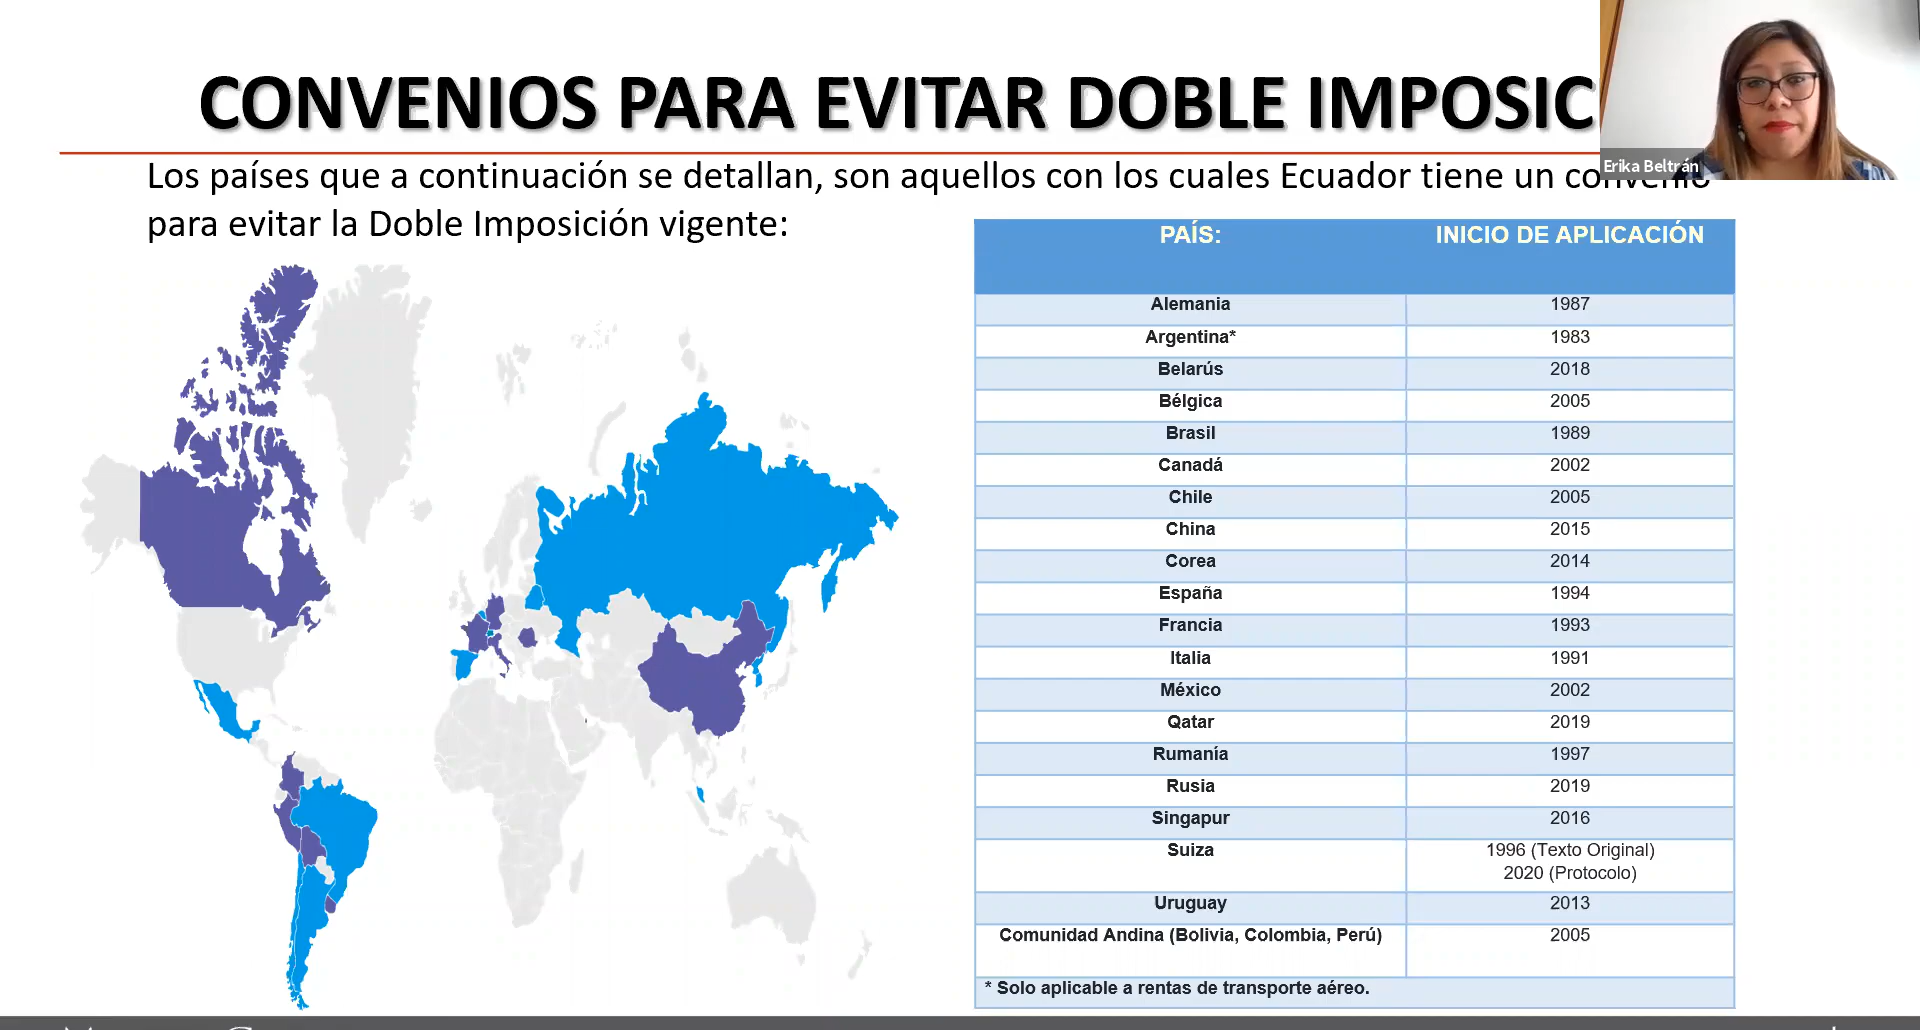 CONVENIOS PARA EVITAR DOBLE IMPOSIC
Erika Beltrán
Los países que a continuación se detallan, son aquellos con los cuales Ecuador tiene un convenio
para evitar la Doble Imposición vigente:
PAÍS: INICIO DE APLICACIÓN
Alemania 1987
Argentina* 1983
Belarús 2018
Bélgica 2005
Brasil 1989
Canadá 2002
Chile 2005
China 2015
Corea 2014
España 1994
Francia 1993
Italia 1991
México 2002
Qatar 2019
Rumanía 1997
Rusia 2019
Singapur 2016
Suiza 1996 (Texto Original)
2020 (Protocolo)
Uruguay 2013
Comunidad Andina (Bolivia, Colombia, Perú) 2005
* Solo aplicable a rentas de transporte aéreo.